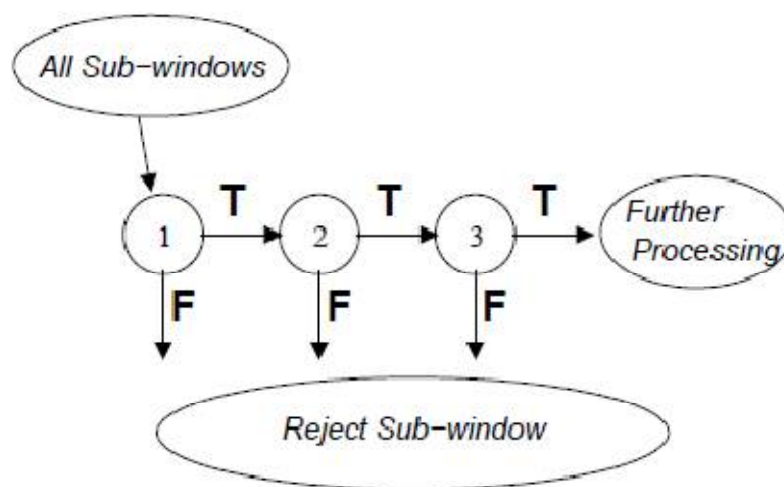 All Sub-windows
T
T
T
1
2
3
Further
Processing
F
F
F
Reject Sub-window